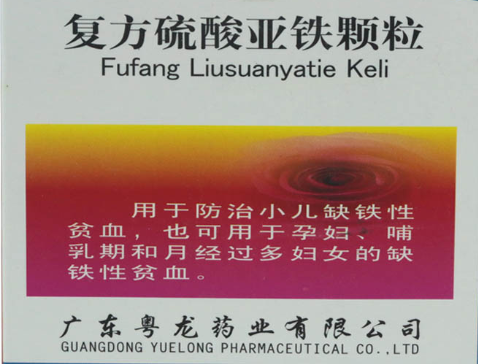 复方硫酸亚铁颗粒
Fufang Liusuanyatie Keli
用于防治小儿缺铁性
贫血，也可用于孕妇、哺
乳期和月经过多妇女的缺
铁性贫血。
广东粤龙药业有限公司
GUANGDONG YUELONG PHARMACEUTICAL CO.,LTD